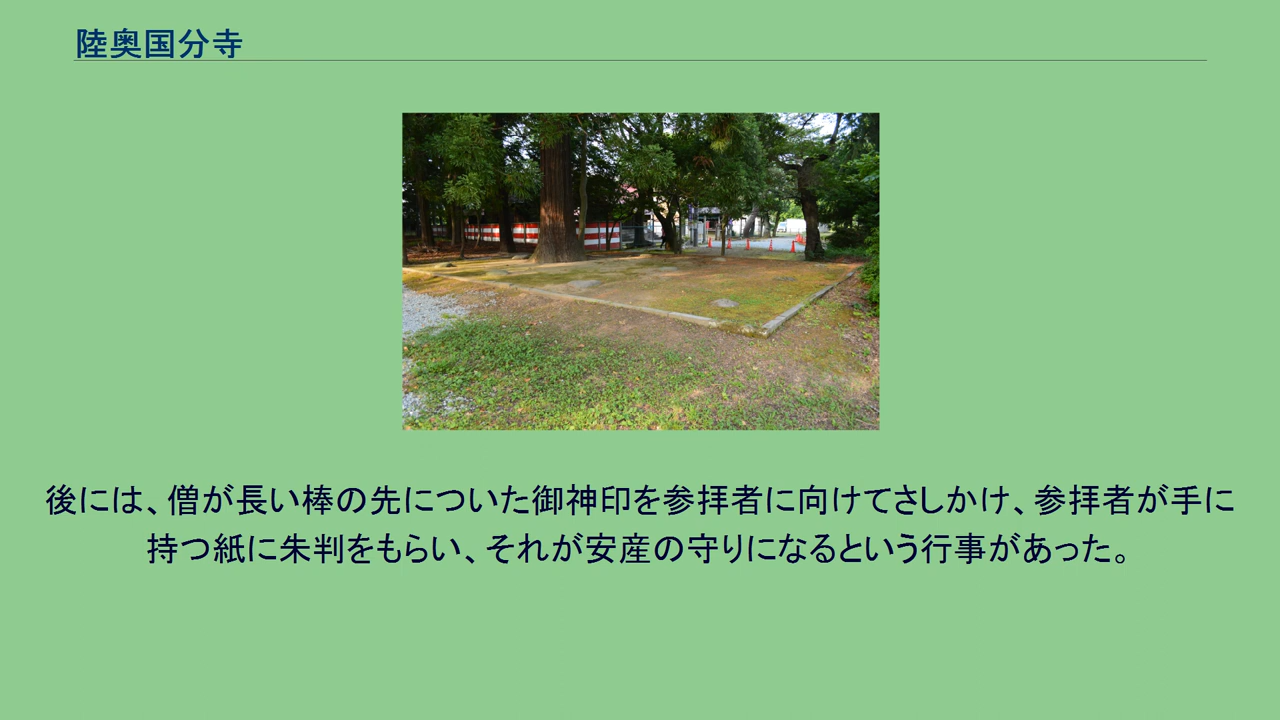 陸奥国分寺
後には、僧が長い棒の先についた御神印を参拝者に向けてさしかけ、参拝者が手に
持つ紙に朱判をもらい、それが安産の守りになるという行事があった。